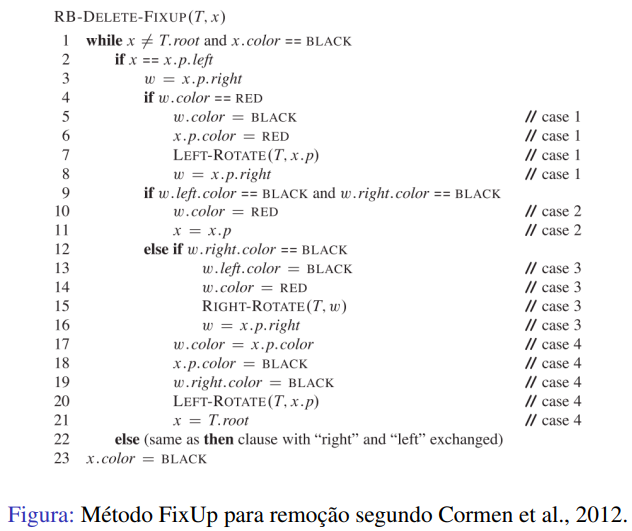 RB-DELETE-FIXUP(T, x)
1 while x ≠ T.root and x.color == BLACK
2 if x == x.p.left
3 w = x.p.right
4 if w.color == RED
5 w.color = BLACK // case 1
6 x.p.color = RED // case 1
7 LEFT-ROTATE(T, x.p) // case 1
8 w = x.p.right // case 1
9 if w.left.color == BLACK and w.right.color == BLACK
10 w.color = RED // case 2
11 x = x.p // case 2
12 else if w.right.color == BLACK
13 w.left.color = BLACK // case 3
14 w.color = RED // case 3
15 RIGHT-ROTATE(T, w) // case 3
16 w = x.p.right // case 3
17 w.color = x.p.color // case 4
18 x.p.color = BLACK // case 4
19 w.right.color = BLACK // case 4
20 LEFT-ROTATE(T, x.p) // case 4
21 x = T.root // case 4
22 else (same as then clause with “right” and “left” exchanged)
23 x.color = BLACK
Figura: Método FixUp para remoção segundo Cormen et al., 2012.